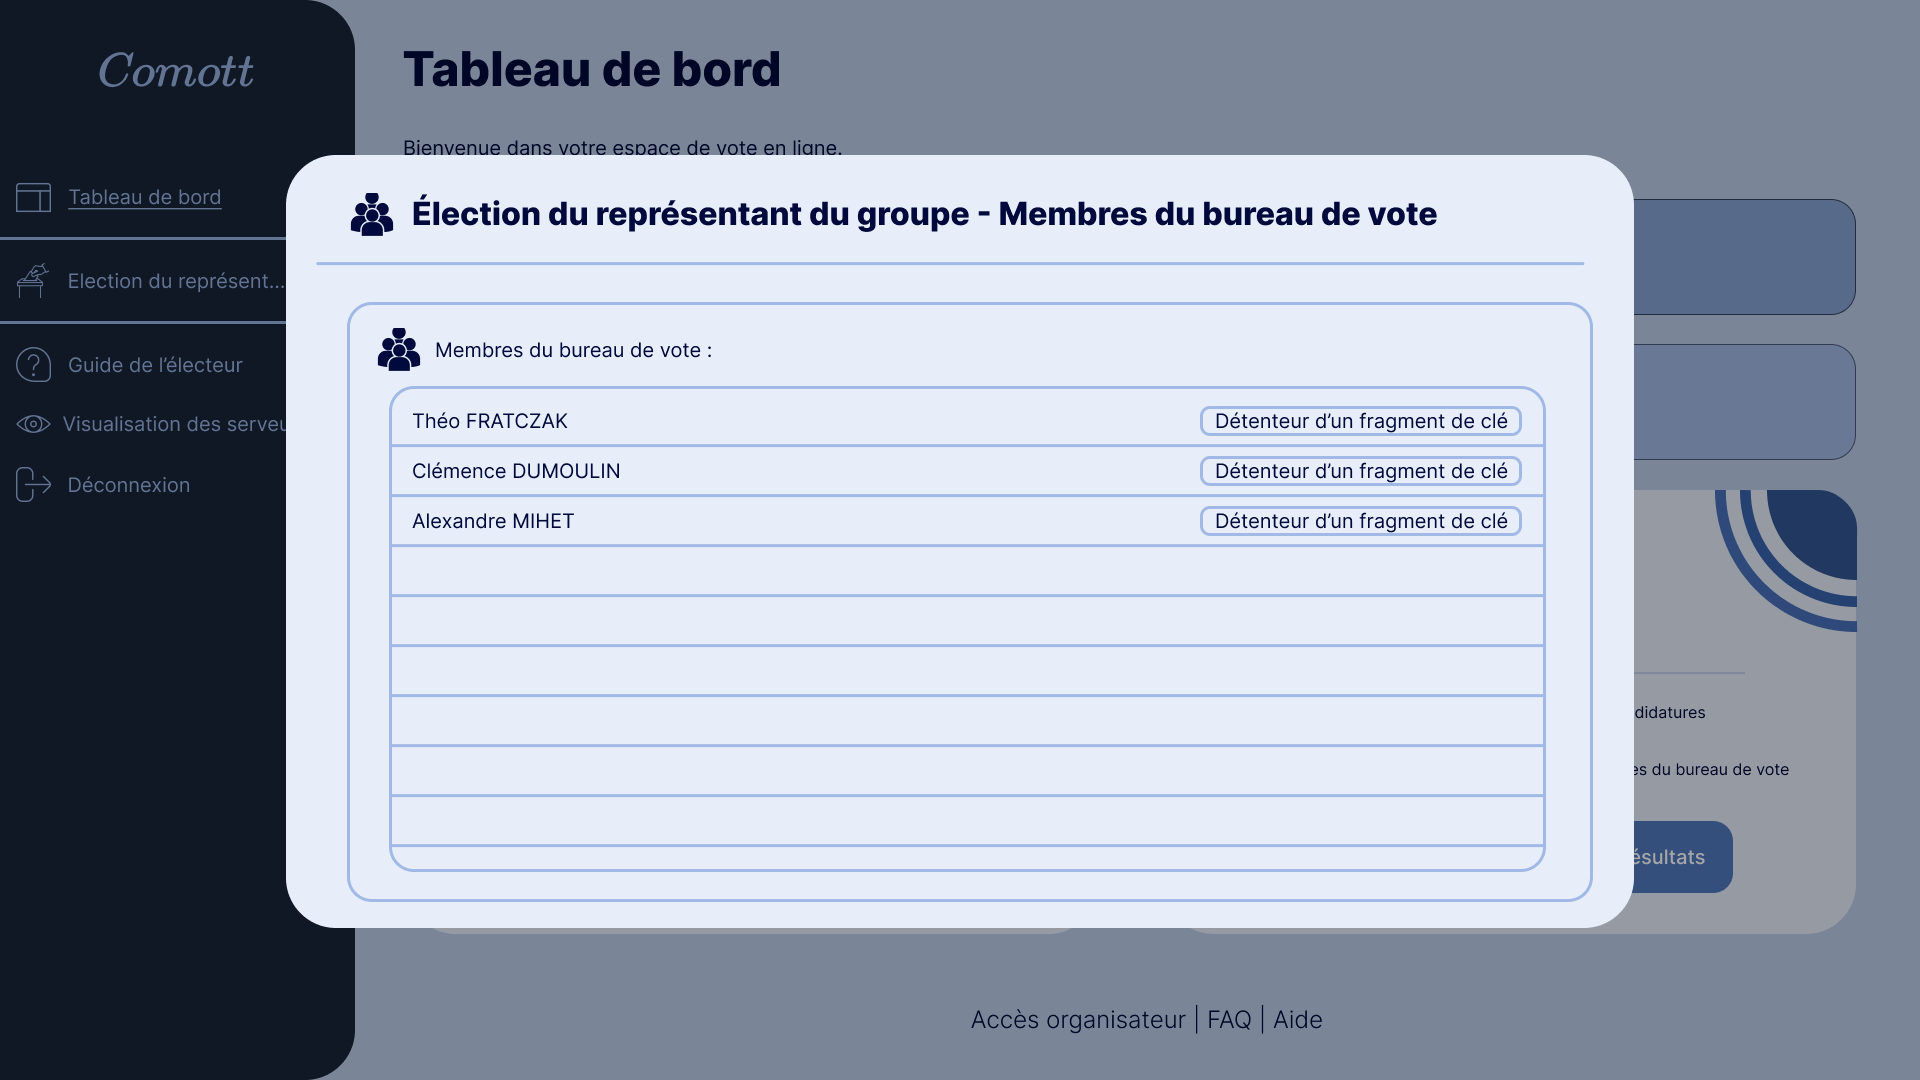 Comott
Tableau de bord
Election du représent...
Guide de l’électeur
Visualisation des serveu
Déconnexion
Tableau de bord
Bienvenue dans votre espace de vote en ligne.
Élection du représentant du groupe - Membres du bureau de vote
Membres du bureau de vote :
Théo FRATCZAK Détenteur d’un fragment de clé
Clémence DUMOULIN Détenteur d’un fragment de clé
Alexandre MIHET Détenteur d’un fragment de clé
didatures
es du bureau de vote
ésultats
Accès organisateur | FAQ | Aide